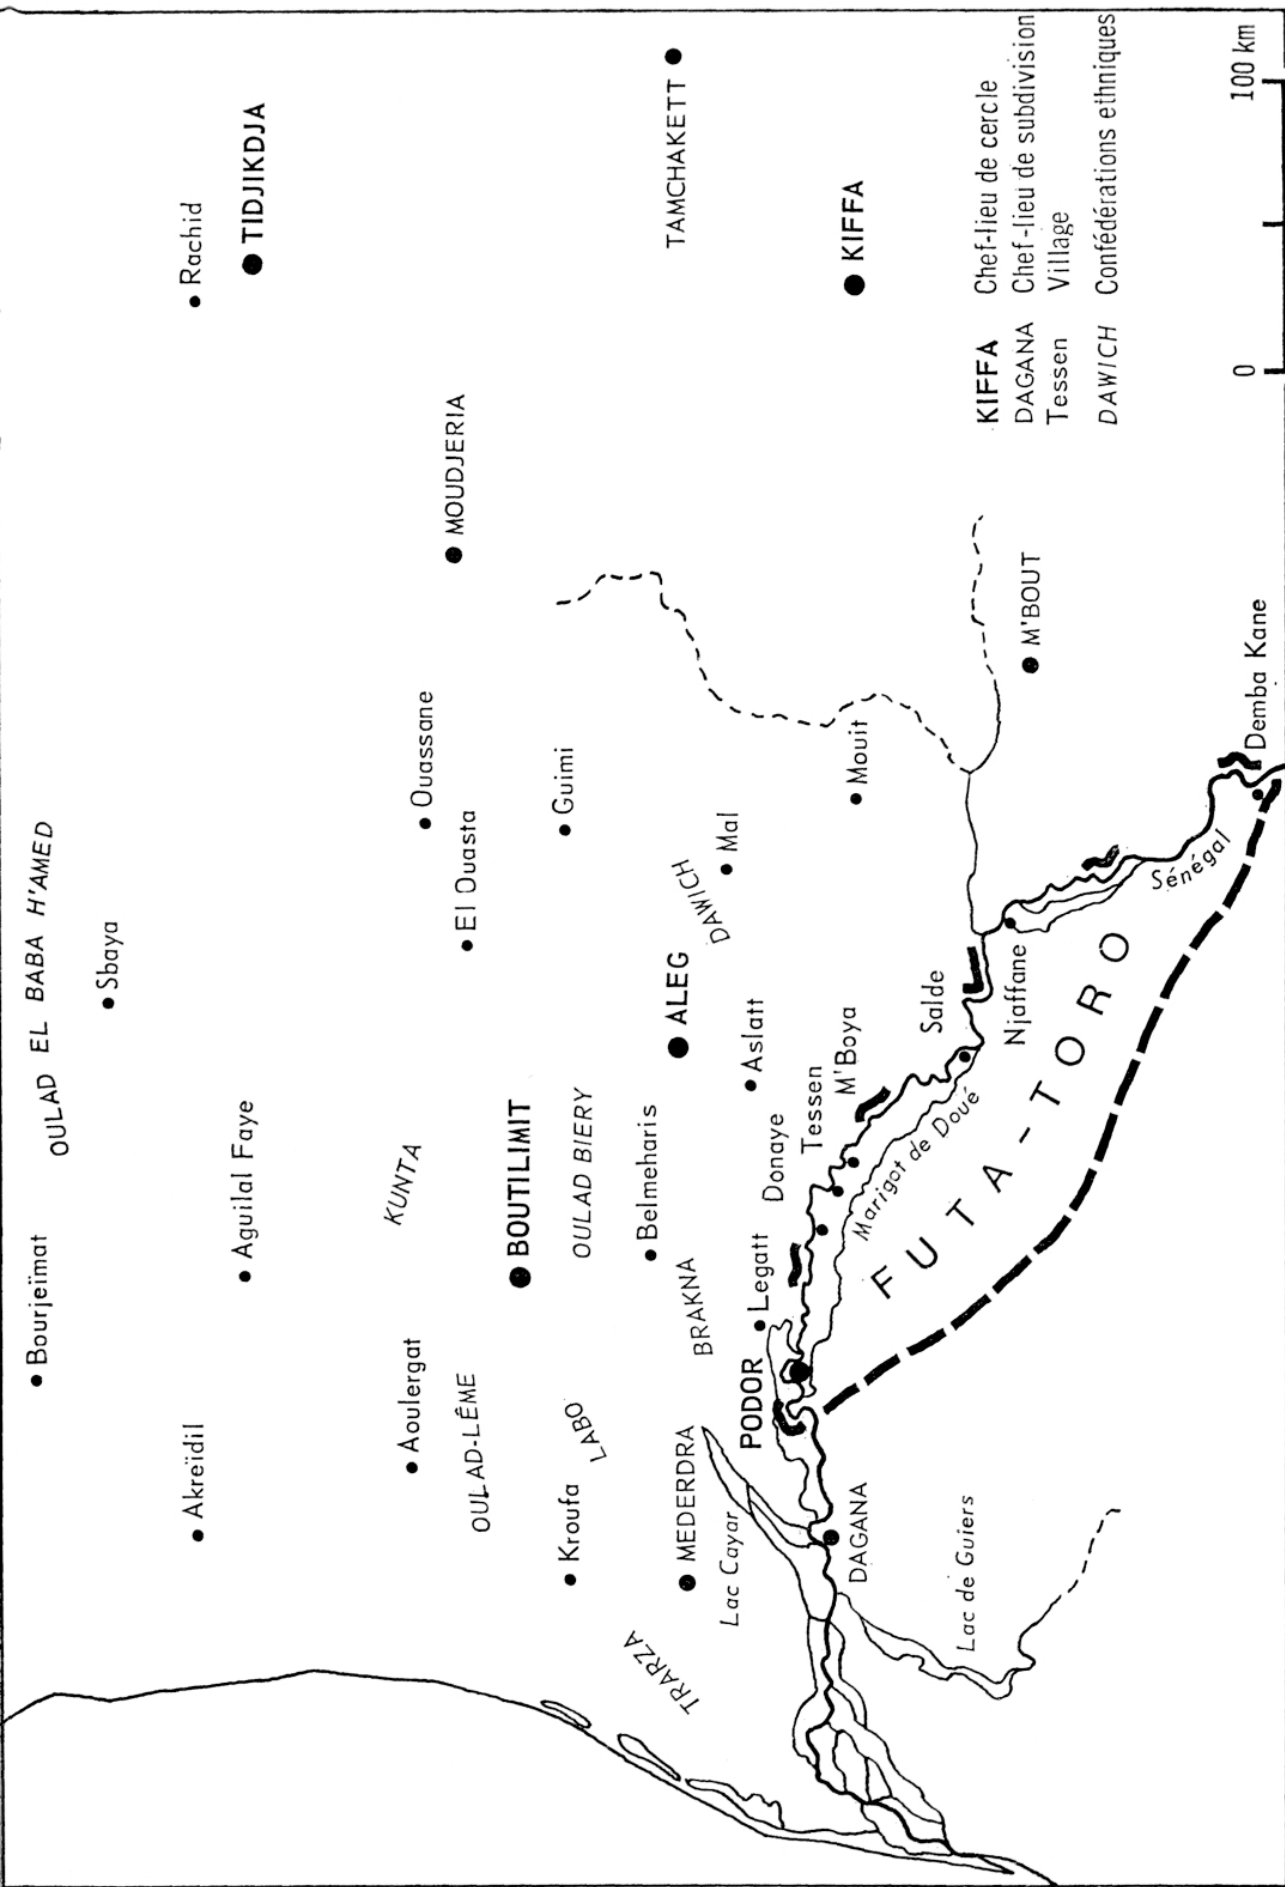 OULAD EL BABA H'AMED
Bourjeïmat
Sbaya
Akreïdil
Aguilal Faye
Rachid
TIDJIKDJA
Aoulergat
KUNTA
Ouassane
OULAD-LÊME
El Ouasta
MOUDJERIA
BOUTILIMIT
Kroufa
LABO
OULAD BIERY
Guimi
Belmeharis
TRARZA
MEDERDRA
BRAKNA
ALEG
DAWICH
TAMCHAKETT
Lac Cayar
PODOR
Legatt
Aslatt
Mal
Donaye
Tessen
M'Boya
Mouit
KIFFA
DAGANA
Marigot de Doué
Salde
Lac de Guiers
Njaffane
M'BOUT
FUTA-TORO
Sénégal
Demba Kane
KIFFA Chef-lieu de cercle
DAGANA Chef-lieu de subdivision
Tessen Village
DAWICH Confédérations ethniques
0 100 km